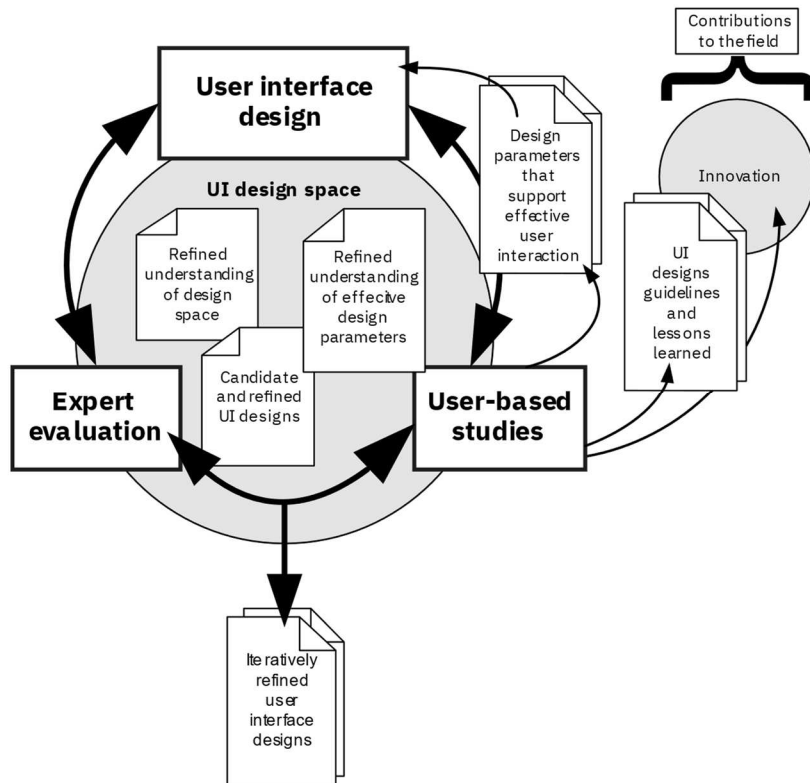 Contributions
to the field
User interface
design
Design
parameters
that
support
effective
user
interaction
Innovation
UI design space
Refined
understanding
of design
space
Refined
understanding
of effective
design
parameters
UI
designs
guidelines
and
lessons
learned
Candidate
and refined
UI designs
Expert
evaluation
User-based
studies
Iteratively
refined
user
interface
designs